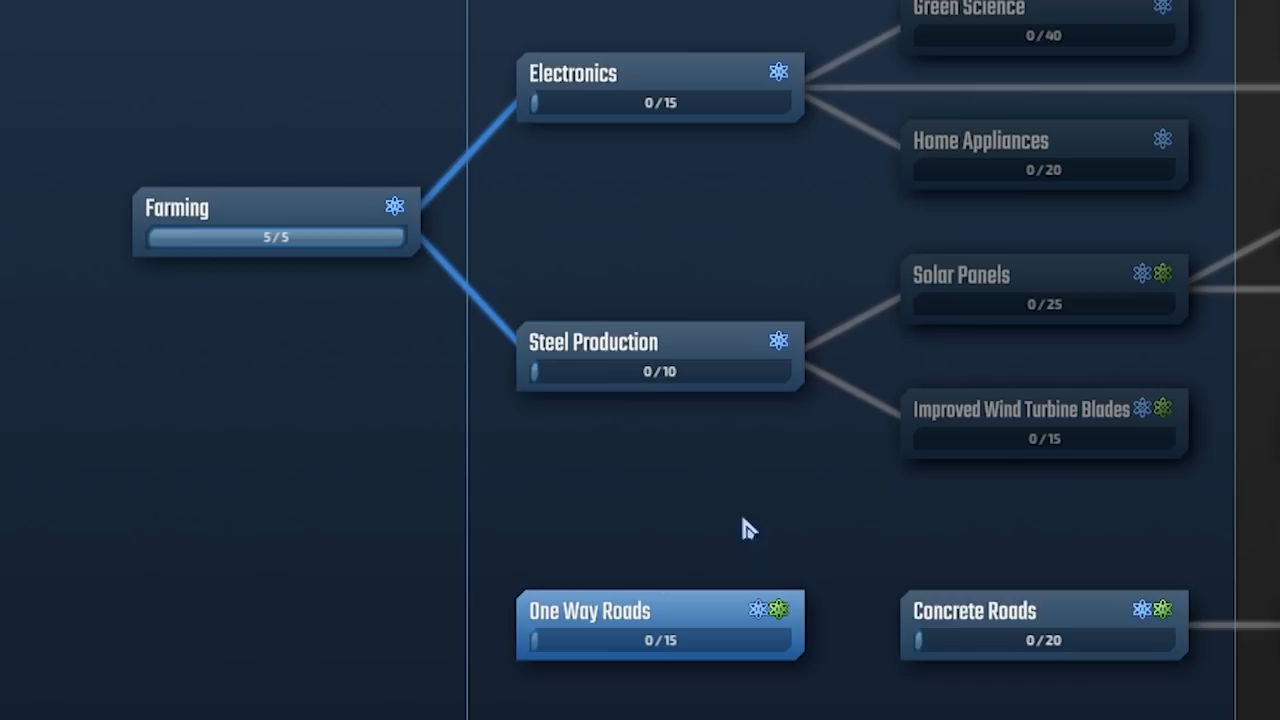 Green Science
0/40
Electronics
0/15
Home Appliances
0/20
Farming
5/5
Solar Panels
0/25
Steel Production
0/10
Improved Wind Turbine Blades
0/15
One Way Roads
0/15
Concrete Roads
0/20